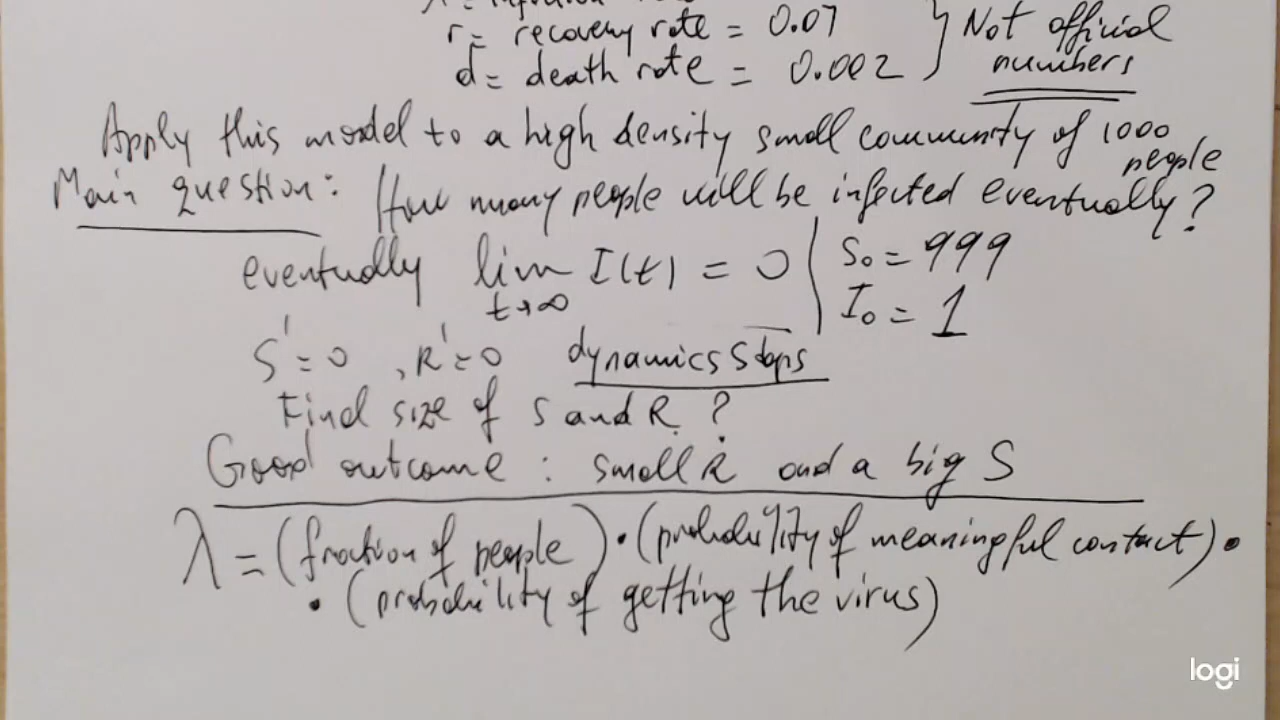 λ = infection
r = recovery rate = 0.07 } Not official
d = death rate = 0.002 numbers
Apply this model to a high density small community of 1000
people
Main question: How many people will be infected eventually?
eventually lim I(t) = 0 | S₀ = 999
t→∞ I₀ = 1
S' = 0 , R' = 0 dynamics stops
Find size of S and R ?
Good outcome : small R and a big S
λ = (fraction of people) · (probability of meaningful contact) ·
· (probability of getting the virus)
logi